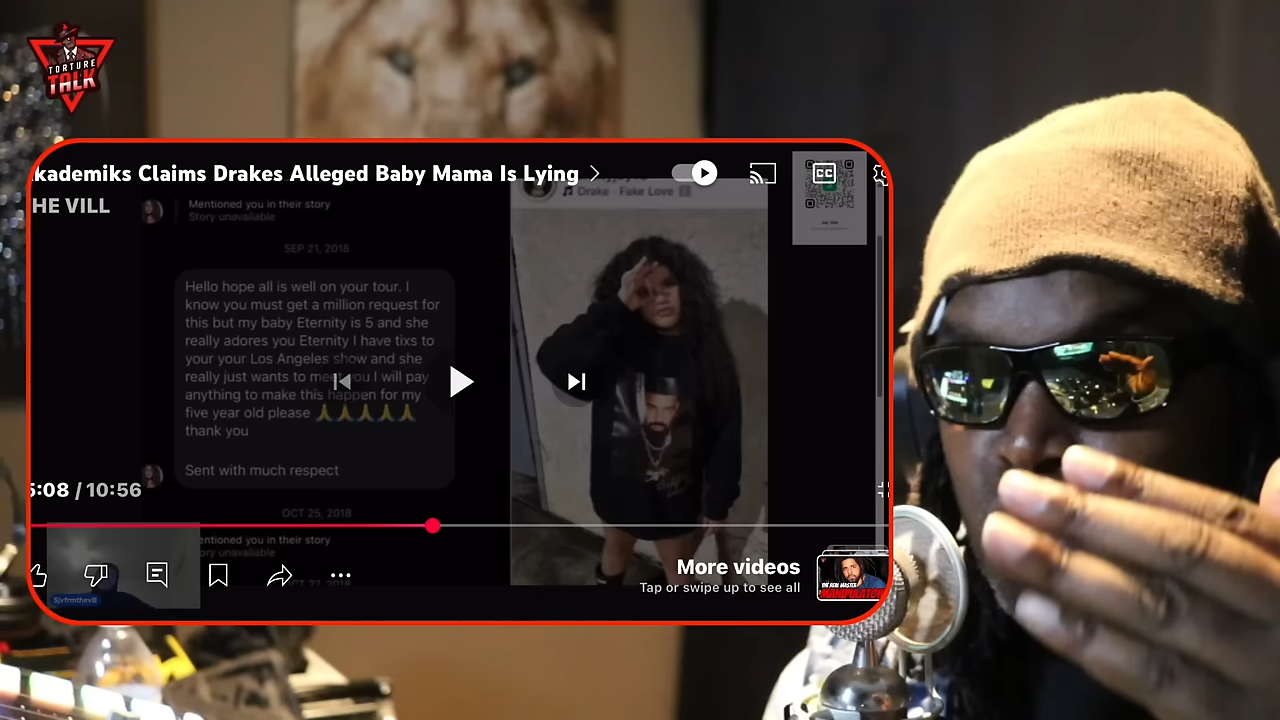 TORTURE
TALK
kademiks Claims Drakes Alleged Baby Mama Is Lying
HE VILL
CC
Mentioned you in their story
Story unavailable
Drake · Fake Love
SEP 21, 2018
Hello hope all is well on your tour. I
know you must get a million request for
this but my baby Eternity is 5 and she
really adores you Eternity I have tixs to
your your Los Angeles show and she
really just wants to meet you I will pay
anything to make this happen for my
five year old please 🙏🙏🙏🙏🙏
thank you
Sent with much respect
5:08 / 10:56
OCT 25, 2018
entioned you in their story
ory unavailable
More videos
Tap or swipe up to see all
MANIPULATOR
Sjvfrmthevill